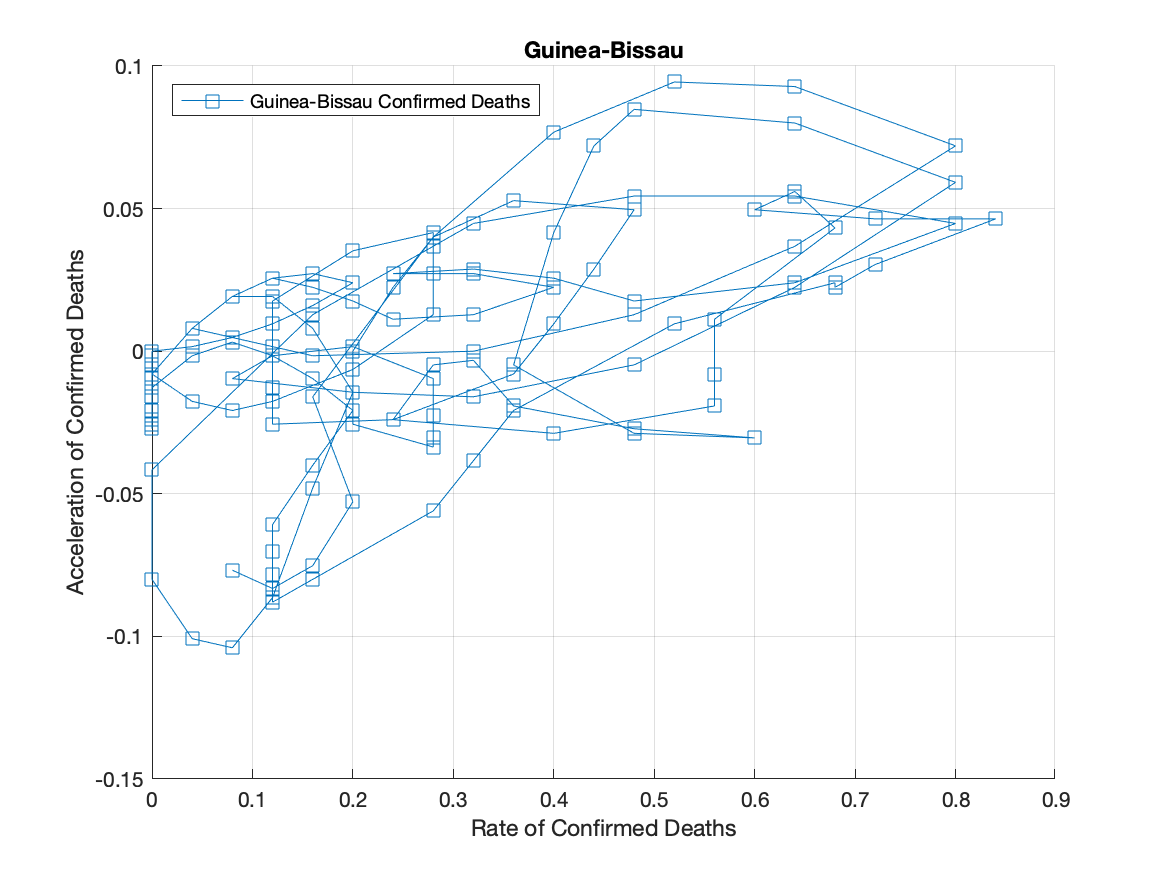 Guinea-Bissau
Guinea-Bissau Confirmed Deaths
Acceleration of Confirmed Deaths
0.1
0.05
0
-0.05
-0.1
-0.15
0 0.1 0.2 0.3 0.4 0.5 0.6 0.7 0.8 0.9
Rate of Confirmed Deaths